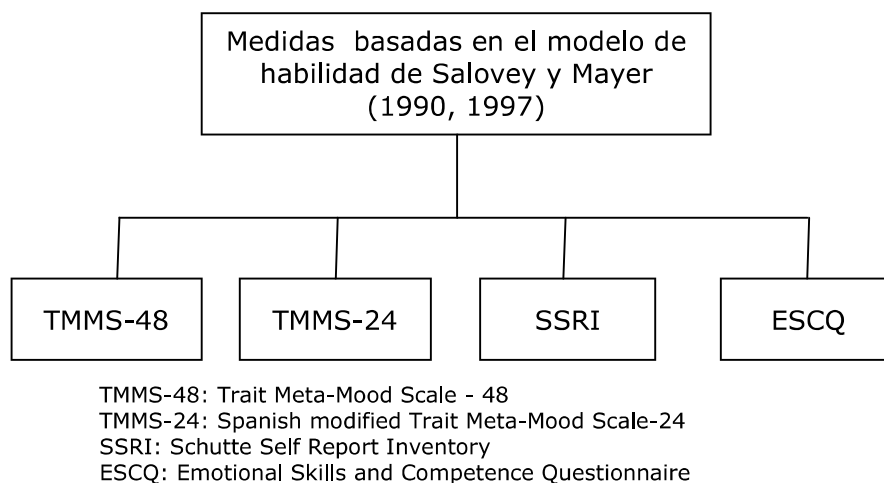 Medidas basadas en el modelo de
habilidad de Salovey y Mayer
(1990, 1997)
TMMS-48
TMMS-24
SSRI
ESCQ
TMMS-48: Trait Meta-Mood Scale - 48
TMMS-24: Spanish modified Trait Meta-Mood Scale-24
SSRI: Schutte Self Report Inventory
ESCQ: Emotional Skills and Competence Questionnaire